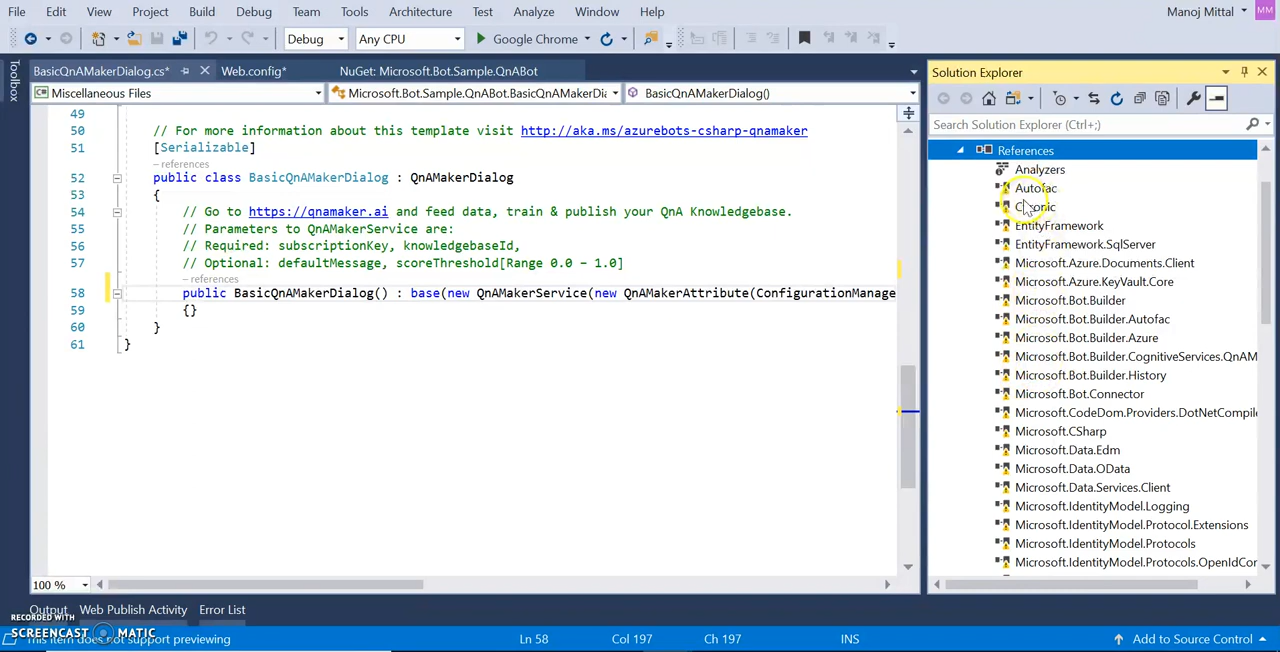 File Edit View Project Build Debug Team Tools Architecture Test Analyze Window Help Manoj Mittal MM
Debug Any CPU Google Chrome
Toolbox
BasicQnAMakerDialog.cs* Web.config* NuGet: Microsoft.Bot.Sample.QnABot
Miscellaneous Files Microsoft.Bot.Sample.QnABot.BasicQnAMakerDi BasicQnAMakerDialog()
49
50 // For more information about this template visit http://aka.ms/azurebots-csharp-qnamaker
51 [Serializable]
– references
52 public class BasicQnAMakerDialog : QnAMakerDialog
53 {
54 // Go to https://qnamaker.ai and feed data, train & publish your QnA Knowledgebase.
55 // Parameters to QnAMakerService are:
56 // Required: subscriptionKey, knowledgebaseId,
57 // Optional: defaultMessage, scoreThreshold[Range 0.0 – 1.0]
– references
58 public BasicQnAMakerDialog() : base(new QnAMakerService(new QnAMakerAttribute(ConfigurationManage
59 {}
60 }
61 }
100 %
Solution Explorer
Search Solution Explorer (Ctrl+;)
References
Analyzers
Autofac
EntityFramework
EntityFramework.SqlServer
Microsoft.Azure.Documents.Client
Microsoft.Azure.KeyVault.Core
Microsoft.Bot.Builder
Microsoft.Bot.Builder.Autofac
Microsoft.Bot.Builder.Azure
Microsoft.Bot.Builder.CognitiveServices.QnAM
Microsoft.Bot.Builder.History
Microsoft.Bot.Connector
Microsoft.CodeDom.Providers.DotNetCompile
Microsoft.CSharp
Microsoft.Data.Edm
Microsoft.Data.OData
Microsoft.Data.Services.Client
Microsoft.IdentityModel.Logging
Microsoft.IdentityModel.Protocol.Extensions
Microsoft.IdentityModel.Protocols
Microsoft.IdentityModel.Protocols.OpenIdCor
Output Web Publish Activity Error List
RECORDED WITH
SCREENCAST MATIC
This item does not support previewing Ln 58 Col 197 Ch 197 INS Add to Source Control